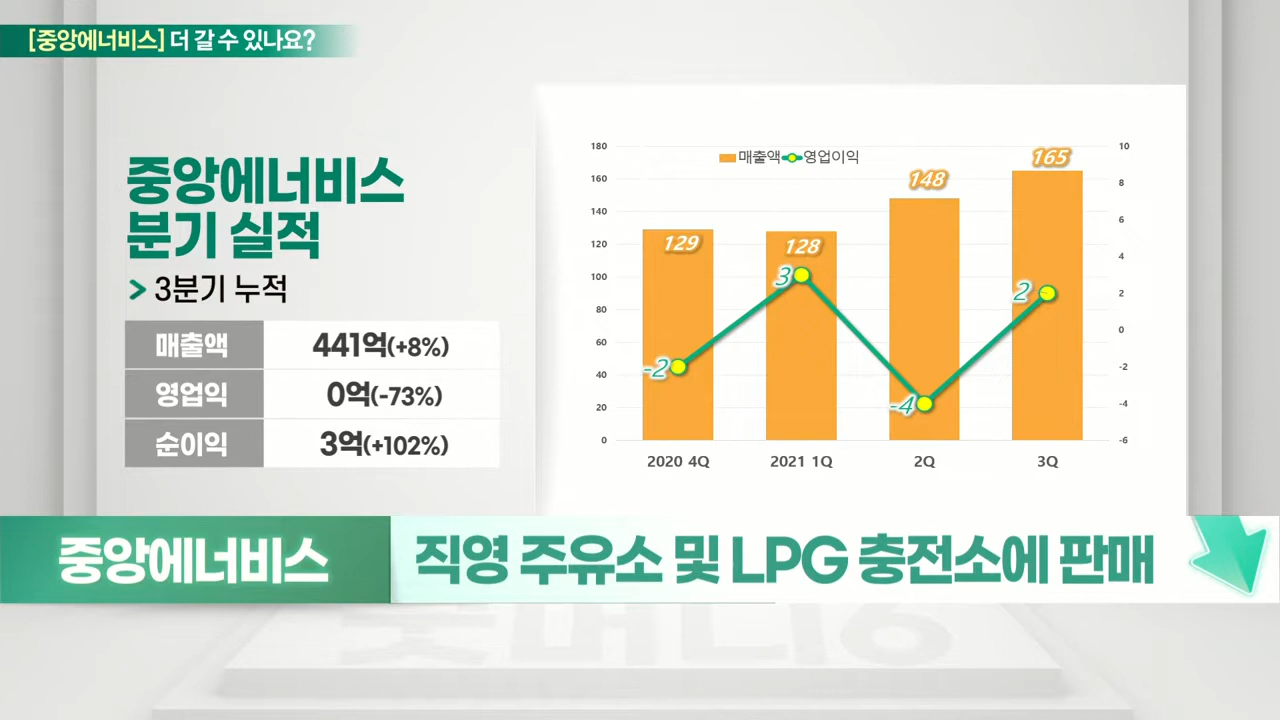 [중앙에너비스] 더 갈 수 있나요?
중앙에너비스
분기 실적
> 3분기 누적
매출액 441억(+8%)
영업익 0억(-73%)
순이익 3억(+102%)
매출액 영업이익
180
160
140
120
100
80
60
40
20
0
129
128
148
165
-2
3
-4
2
10
8
6
4
2
0
-2
-4
-6
2020 4Q
2021 1Q
2Q
3Q
중앙에너비스
직영 주유소 및 LPG 충전소에 판매
굿머니6